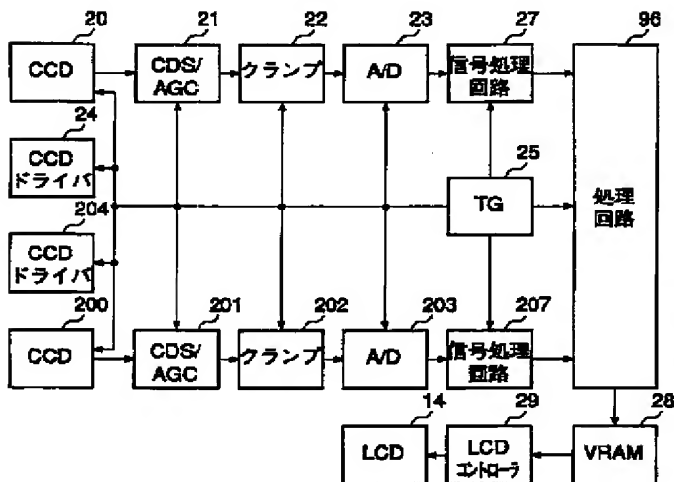 20
21
22
23
27
96
CCD
CDS/
AGC
クランプ
A/D
信号処理
回路
24
CCD
ドライバ
25
TG
処理
回路
204
CCD
ドライバ
200
201
202
203
207
CCD
CDS/
AGC
クランプ
A/D
信号処理
回路
14
29
28
LCD
LCD
コントローラ
VRAM